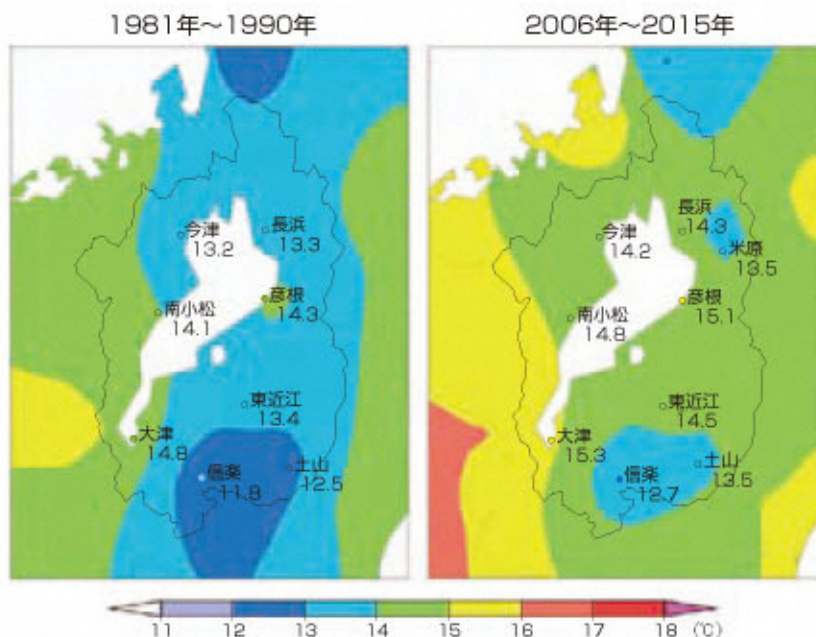 1981年～1990年
今津
13.2
長浜
13.3
彦根
14.3
南小松
14.1
東近江
13.4
大津
14.8
信楽
11.8
土山
12.5
2006年～2015年
長浜
14.3
今津
14.2
米原
13.5
彦根
15.1
南小松
14.8
東近江
14.5
大津
15.3
信楽
12.7
土山
13.5
11 12 13 14 15 16 17 18 (℃)